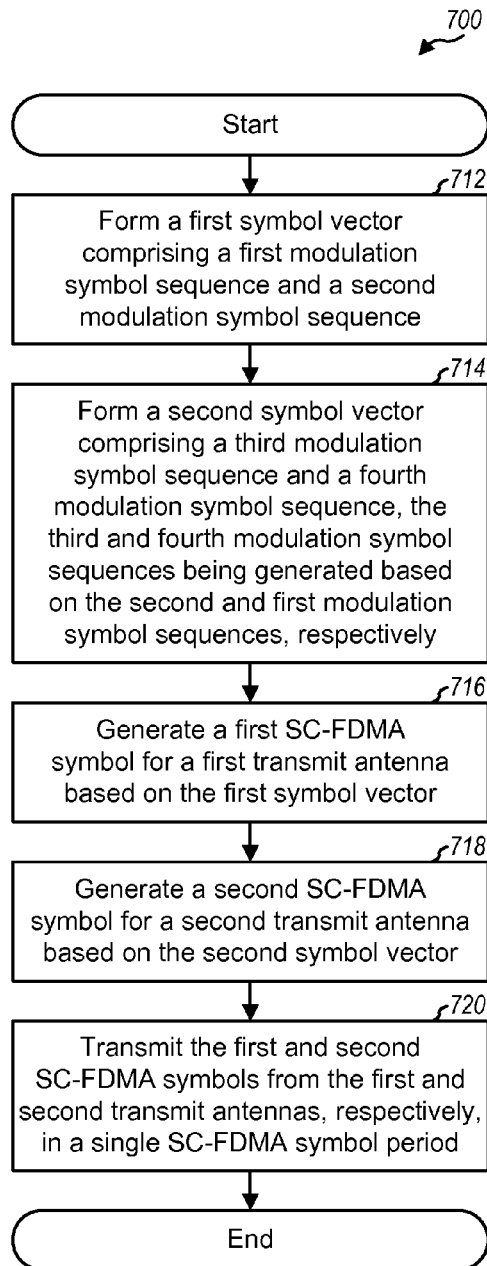 700
Start
712
Form a first symbol vector
comprising a first modulation
symbol sequence and a second
modulation symbol sequence
714
Form a second symbol vector
comprising a third modulation
symbol sequence and a fourth
modulation symbol sequence, the
third and fourth modulation symbol
sequences being generated based
on the second and first modulation
symbol sequences, respectively
716
Generate a first SC-FDMA
symbol for a first transmit antenna
based on the first symbol vector
718
Generate a second SC-FDMA
symbol for a second transmit antenna
based on the second symbol vector
720
Transmit the first and second
SC-FDMA symbols from the first and
second transmit antennas, respectively,
in a single SC-FDMA symbol period
End